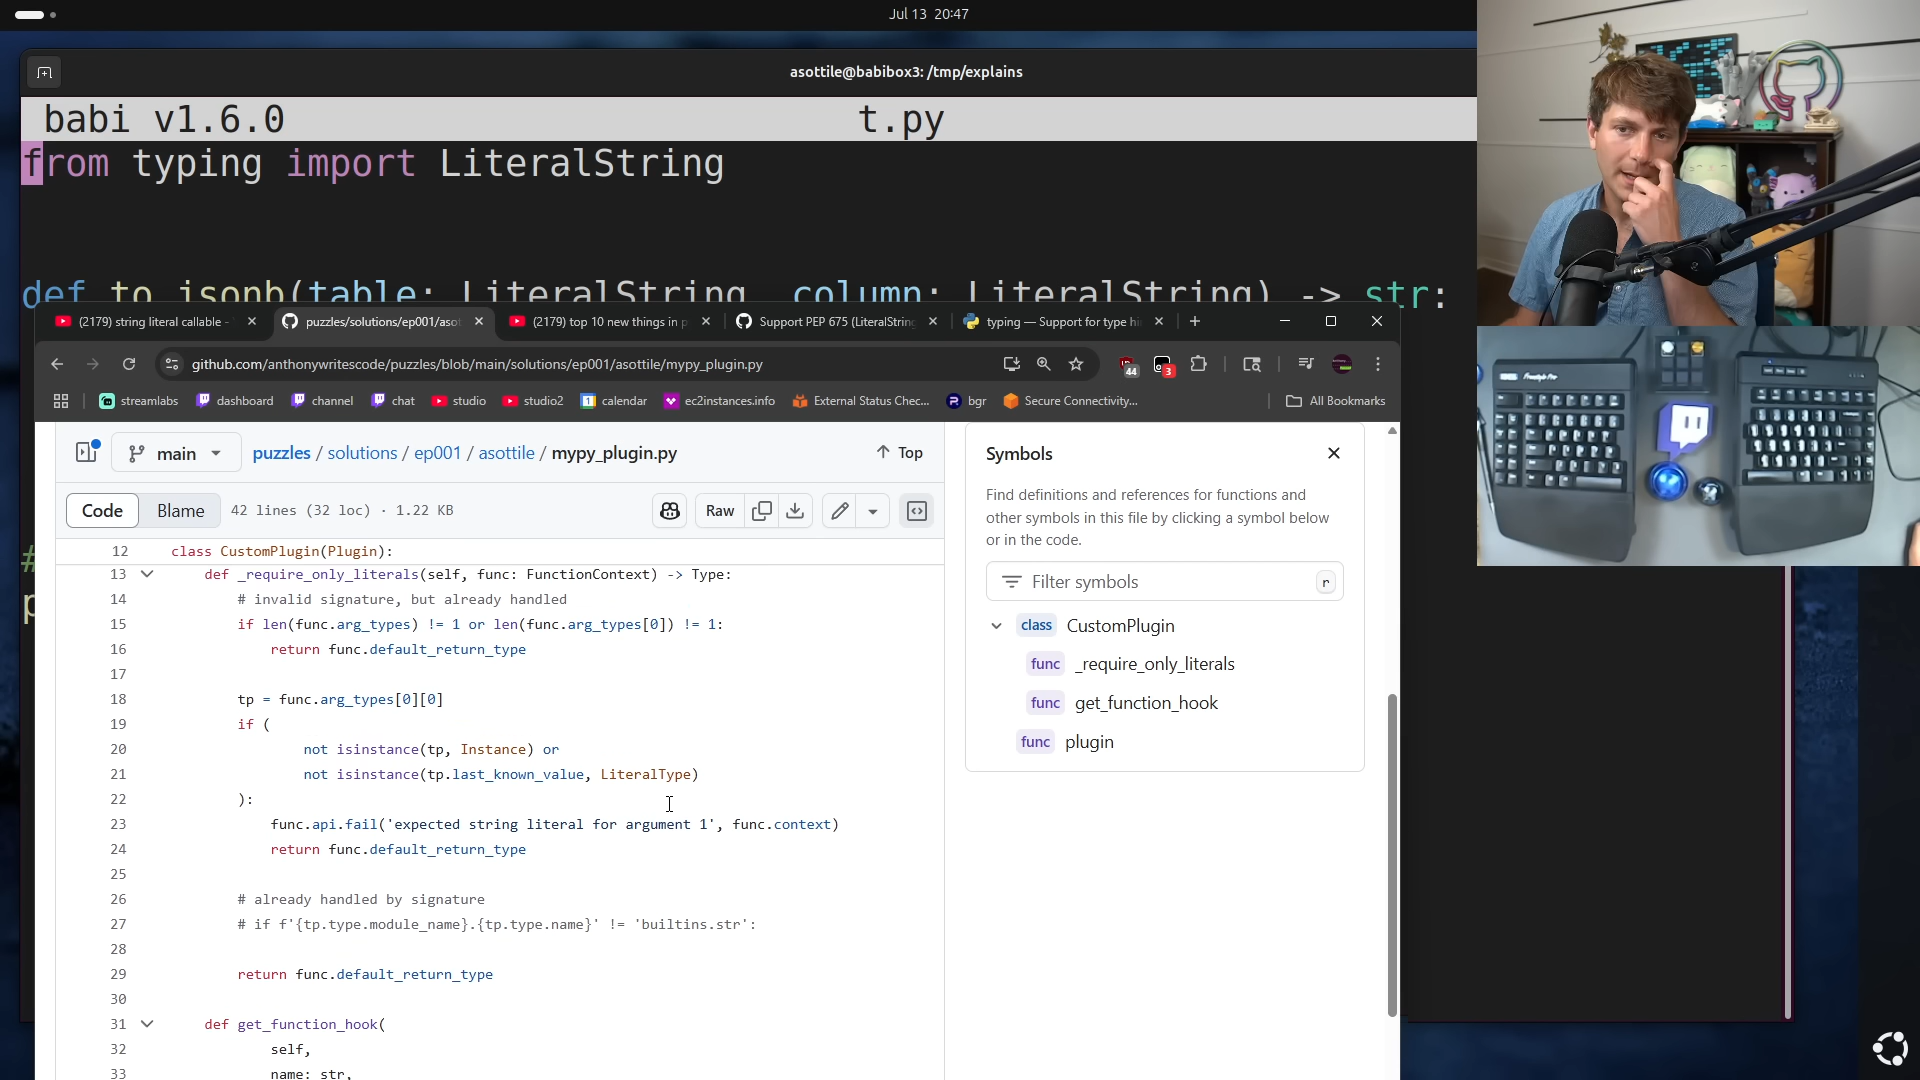 Jul 13 20:47
asottile@babibox3: /tmp/explains
babi v1.6.0 t.py
from typing import LiteralString
def to_jsonb(table: LiteralString, column: LiteralString) -> str:
#
p
(2179) string literal callable -
puzzles/solutions/ep001/asot
(2179) top 10 new things in p
Support PEP 675 (LiteralString
typing — Support for type hi
github.com/anthonywritescode/puzzles/blob/main/solutions/ep001/asottile/mypy_plugin.py
44
3
streamlabs
dashboard
channel
chat
studio
studio2
calendar
ec2instances.info
External Status Chec...
bgr
Secure Connectivity...
All Bookmarks
main
puzzles / solutions / ep001 / asottile / mypy_plugin.py
Top
Code Blame 42 lines (32 loc) · 1.22 KB
Raw
12 class CustomPlugin(Plugin):
13 def _require_only_literals(self, func: FunctionContext) -> Type:
14 # invalid signature, but already handled
15 if len(func.arg_types) != 1 or len(func.arg_types[0]) != 1:
16 return func.default_return_type
17
18 tp = func.arg_types[0][0]
19 if (
20 not isinstance(tp, Instance) or
21 not isinstance(tp.last_known_value, LiteralType)
22 ):
23 func.api.fail('expected string literal for argument 1', func.context)
24 return func.default_return_type
25
26 # already handled by signature
27 # if f'{tp.type.module_name}.{tp.type.name}' != 'builtins.str':
28
29 return func.default_return_type
30
31 def get_function_hook(
32 self,
33 name: str,
Symbols
Find definitions and references for functions and
other symbols in this file by clicking a symbol below
or in the code.
Filter symbols r
class CustomPlugin
func _require_only_literals
func get_function_hook
func plugin